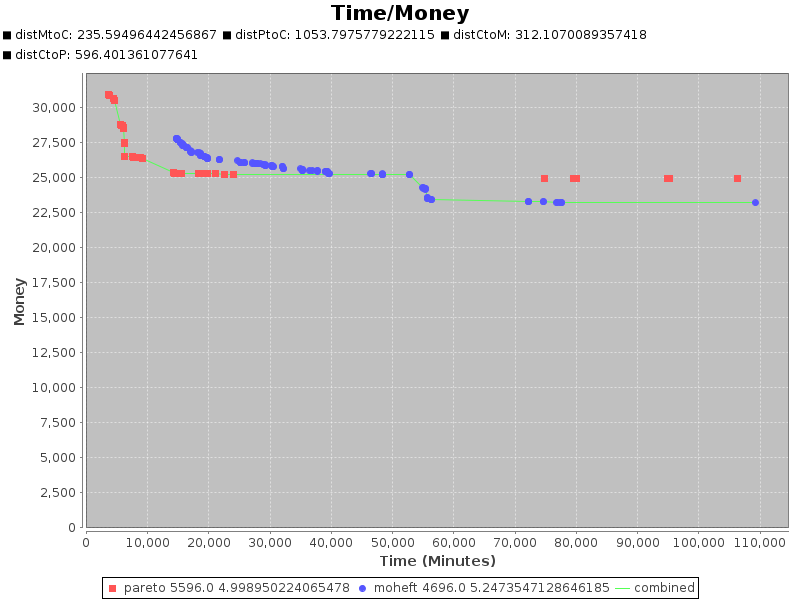 Time/Money
distMtoC: 235.59496442456867 distPtoC: 1053.7975779222115 distCtoM: 312.1070089357418
distCtoP: 596.401361077641
30,000
27,500
25,000
22,500
20,000
17,500
15,000
12,500
10,000
7,500
5,000
2,500
0
Money
0 10,000 20,000 30,000 40,000 50,000 60,000 70,000 80,000 90,000 100,000 110,000
Time (Minutes)
pareto 5596.0 4.998950224065478 moheft 4696.0 5.2473547128646185 combined